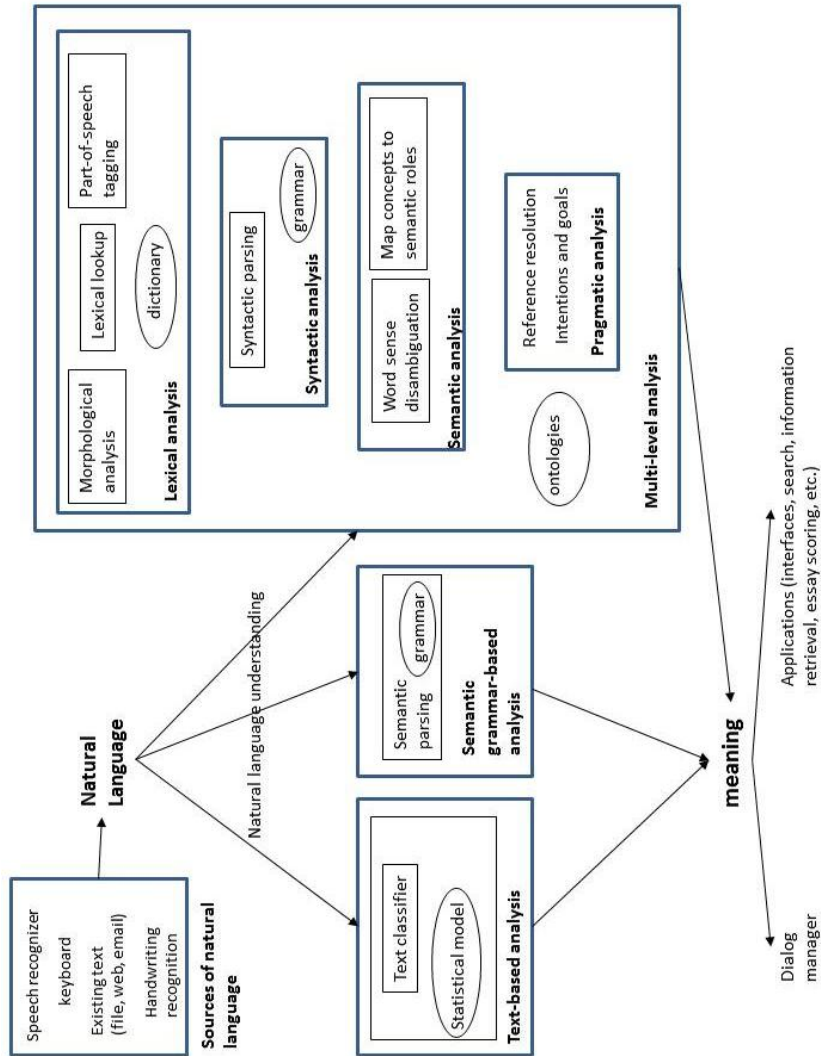 Speech recognizer
keyboard
Existing text
(file, web, email)
Handwriting
recognition
Sources of natural
language
Natural
Language
Natural language understanding
Text classifier
Statistical model
Text-based analysis
Semantic
parsing
grammar
Semantic
grammar-based
analysis
Morphological
analysis
Lexical lookup
Part-of-speech
tagging
dictionary
Lexical analysis
Syntactic parsing
grammar
Syntactic analysis
Word sense
disambiguation
Map concepts to
semantic roles
Semantic analysis
ontologies
Reference resolution
Intentions and goals
Pragmatic analysis
Multi-level analysis
meaning
Dialog
manager
Applications (interfaces, search, information
retrieval, essay scoring, etc.)